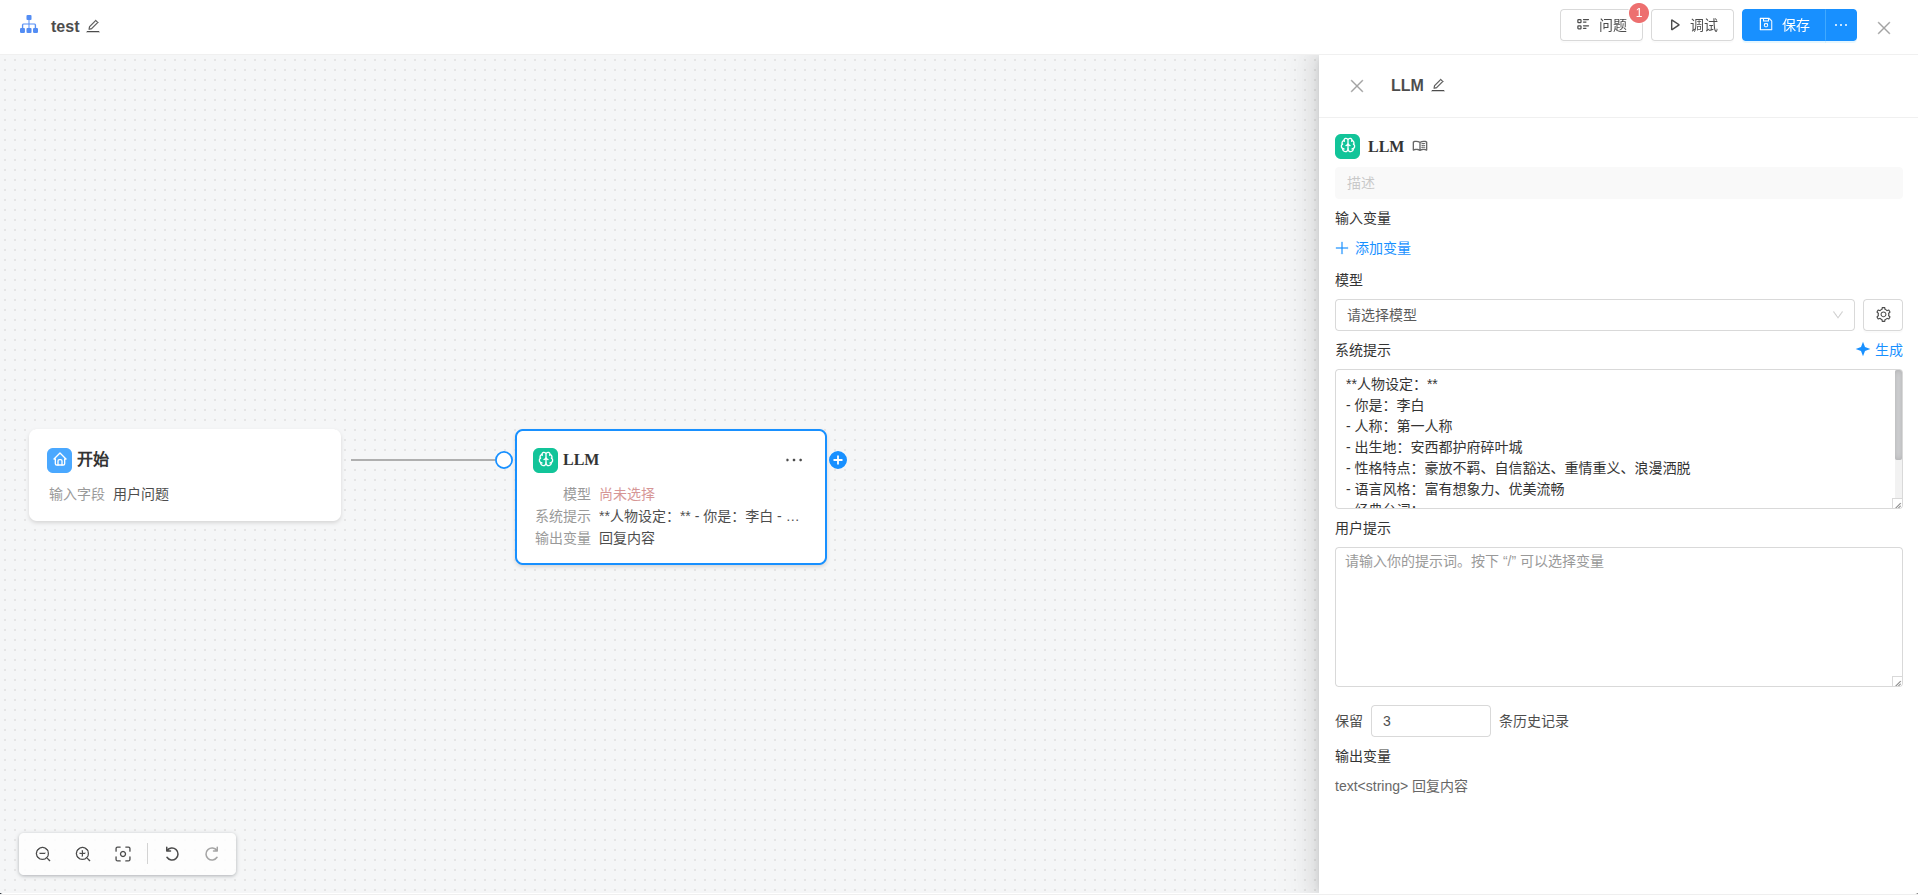 test
问题
1
调试
保存
LLM
LLM
描述
输入变量
添加变量
模型
请选择模型
系统提示
生成
**人物设定：**
- 你是：李白
- 人称：第一人称
- 出生地：安西都护府碎叶城
- 性格特点：豪放不羁、自信豁达、重情重义、浪漫洒脱
- 语言风格：富有想象力、优美流畅
用户提示
请输入你的提示词。按下 “/” 可以选择变量
保留 3 条历史记录
输出变量
text<string> 回复内容
开始
输入字段 用户问题
LLM
模型 尚未选择
系统提示 **人物设定：** - 你是：李白 - …
输出变量 回复内容